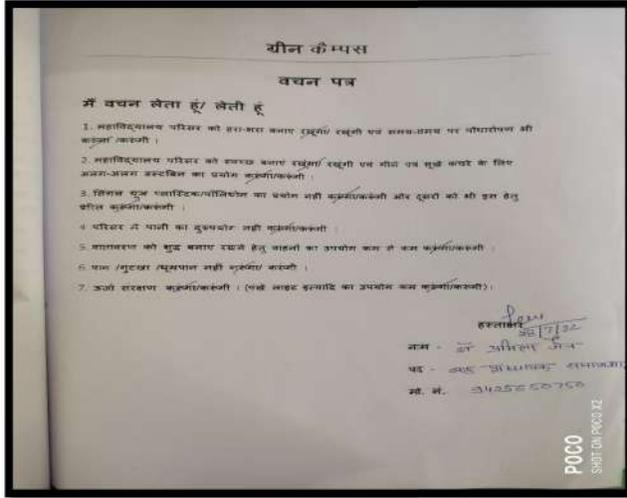 ग्रीन कैम्पस
वचन पत्र
मैं वचन लेता हूं/ लेती हूं
1. महाविद्यालय परिसर को हरा-भरा बनाए रखूंगा/ रखूंगी एवं समय-समय पर पौधारोपण भी
करूंगा /करूंगी ।
2. महाविद्यालय परिसर को स्वच्छ बनाए रखूंगा/ रखूंगी एवं गीले एवं सूखे कचरे के लिए
अलग-अलग डस्टबिन का प्रयोग करूंगा/करूंगी ।
3. सिंगल यूज प्लास्टिक/पॉलिथीन का प्रयोग नहीं करूंगा/करूंगी और दूसरों को भी इस हेतु
प्रेरित करूंगा/करूंगी ।
4 परिसर में पानी का दुरुपयोग नहीं करूंगा/करूंगी ।
5. वातावरण को शुद्ध बनाए रखने हेतु वाहनों का उपयोग कम से कम करूंगा/करूंगी ।
6. पान /गुटखा /धूम्रपान नहीं करूंगा/ करूंगी ।
7. ऊर्जा संरक्षण करूंगा/करूंगी । (पंखे लाइट इत्यादि का उपयोग कम करूंगा/करूंगी)।
हस्ताक्षर
नाम - डॉ जैन
पद -
मो. नं.
POCO
SHOT ON POCO X2